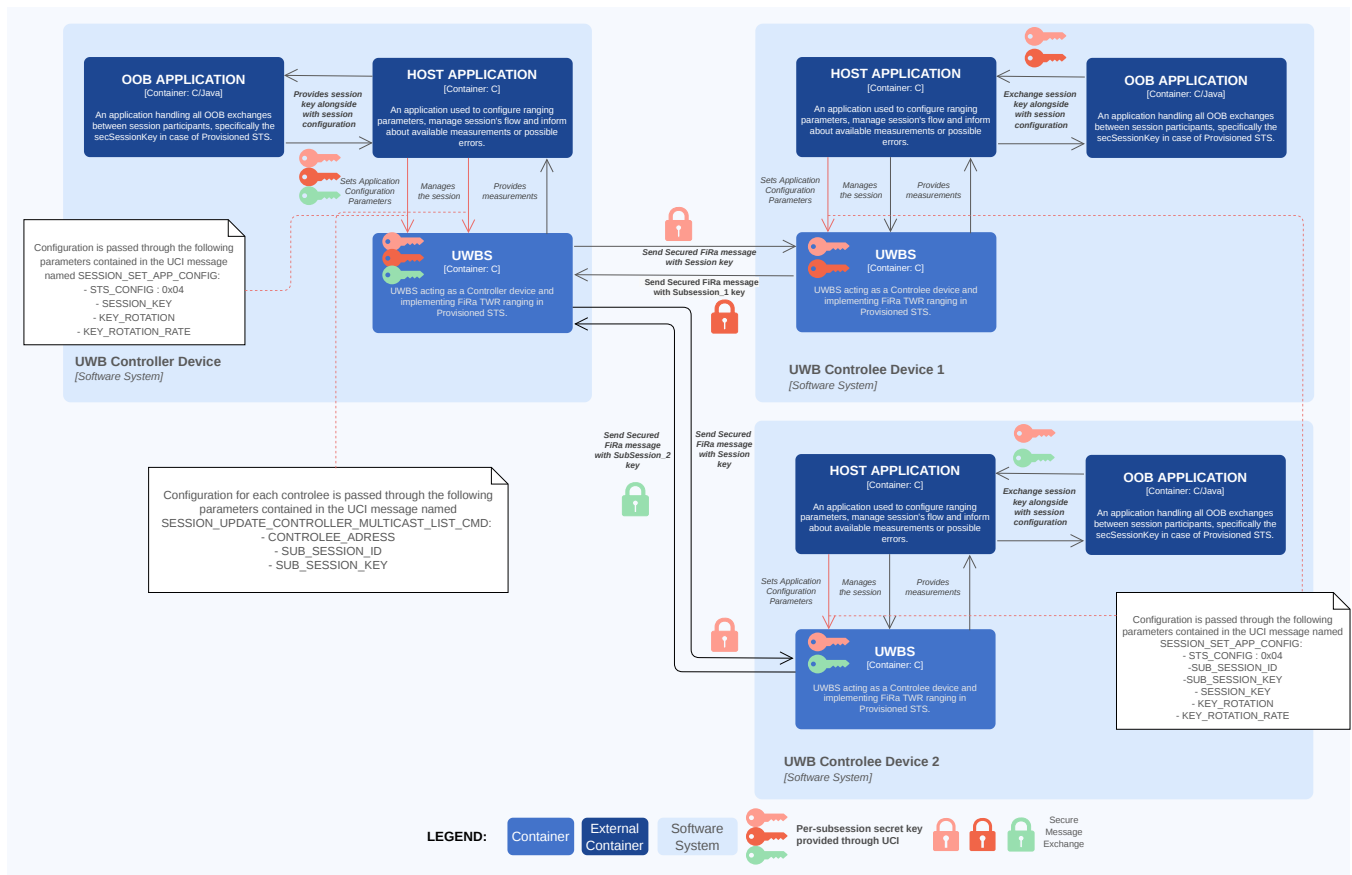 OOB APPLICATION
[Container: C/Java]
An application handling all OOB exchanges
between session participants, specifically the
secSessionKey in case of Provisioned STS.
Provides session
key alongside
with session
configuration
HOST APPLICATION
[Container: C]
An application used to configure ranging
parameters, manage session's flow and inform
about available measurements or possible
errors.
Sets Application
Configuration
Parameters
Manages
the session
Provides
measurements
UWBS
[Container: C]
UWBS acting as a Controller device and
implementing FiRa TWR ranging in
Provisioned STS.
Configuration is passed through the following
parameters contained in the UCI message
named SESSION_SET_APP_CONFIG:
- STS_CONFIG : 0x04
- SESSION_KEY
- KEY_ROTATION
- KEY_ROTATION_RATE
UWB Controller Device
[Software System]
Send Secured FiRa message
with Session key
Send Secured FiRa message
with Subsession_1 key
HOST APPLICATION
[Container: C]
An application used to configure ranging
parameters, manage session's flow and inform
about available measurements or possible
errors.
Exchange session
key alongside
with session
configuration
OOB APPLICATION
[Container: C/Java]
An application handling all OOB exchanges
between session participants, specifically the
secSessionKey in case of Provisioned STS.
Sets Application
Configuration
Parameters
Manages
the session
Provides
measurements
UWBS
[Container: C]
UWBS acting as a Controlee device and
implementing FiRa TWR ranging in
Provisioned STS.
UWB Controlee Device 1
[Software System]
Configuration for each controlee is passed through the following
parameters contained in the UCI message named
SESSION_UPDATE_CONTROLLER_MULTICAST_LIST_CMD:
- CONTROLEE_ADRESS
- SUB_SESSION_ID
- SUB_SESSION_KEY
Send Secured
FiRa message
with SubSession_2
key
Send Secured
FiRa message
with Session
key
HOST APPLICATION
[Container: C]
An application used to configure ranging
parameters, manage session's flow and inform
about available measurements or possible
errors.
Exchange session
key alongside
with session
configuration
OOB APPLICATION
[Container: C/Java]
An application handling all OOB exchanges
between session participants, specifically the
secSessionKey in case of Provisioned STS.
Sets Application
Configuration
Parameters
Manages
the session
Provides
measurements
UWBS
[Container: C]
UWBS acting as a Controlee device and
implementing FiRa TWR ranging in
Provisioned STS.
Configuration is passed through the following
parameters contained in the UCI message named
SESSION_SET_APP_CONFIG:
- STS_CONFIG : 0x04
-SUB_SESSION_ID
-SUB_SESSION_KEY
- SESSION_KEY
- KEY_ROTATION
- KEY_ROTATION_RATE
UWB Controlee Device 2
[Software System]
LEGEND:
Container
External
Container
Software
System
Per-subsession secret key
provided through UCI
Secure
Message
Exchange